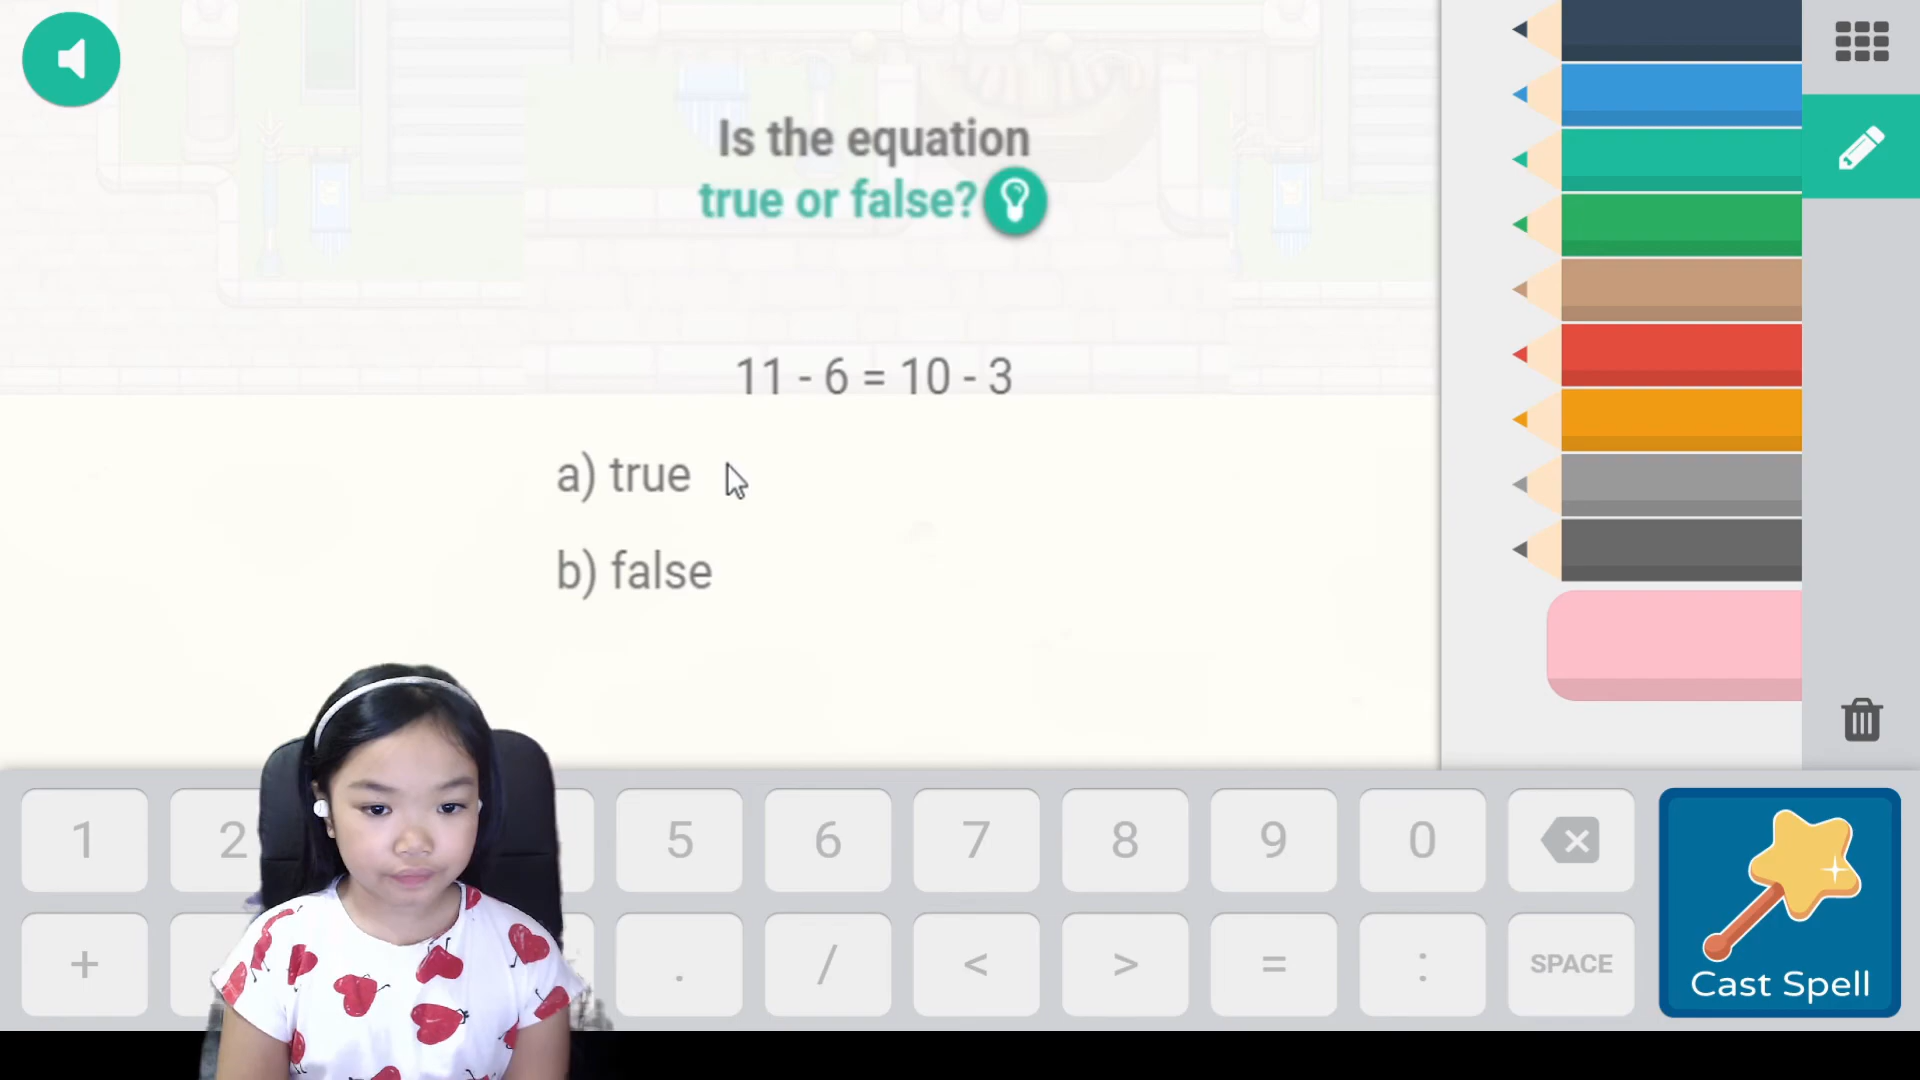 Is the equation
true or false?
11 - 6 = 10 - 3
a) true
b) false
1 2 5 6 7 8 9 0
+ . / < > = : SPACE
Cast Spell